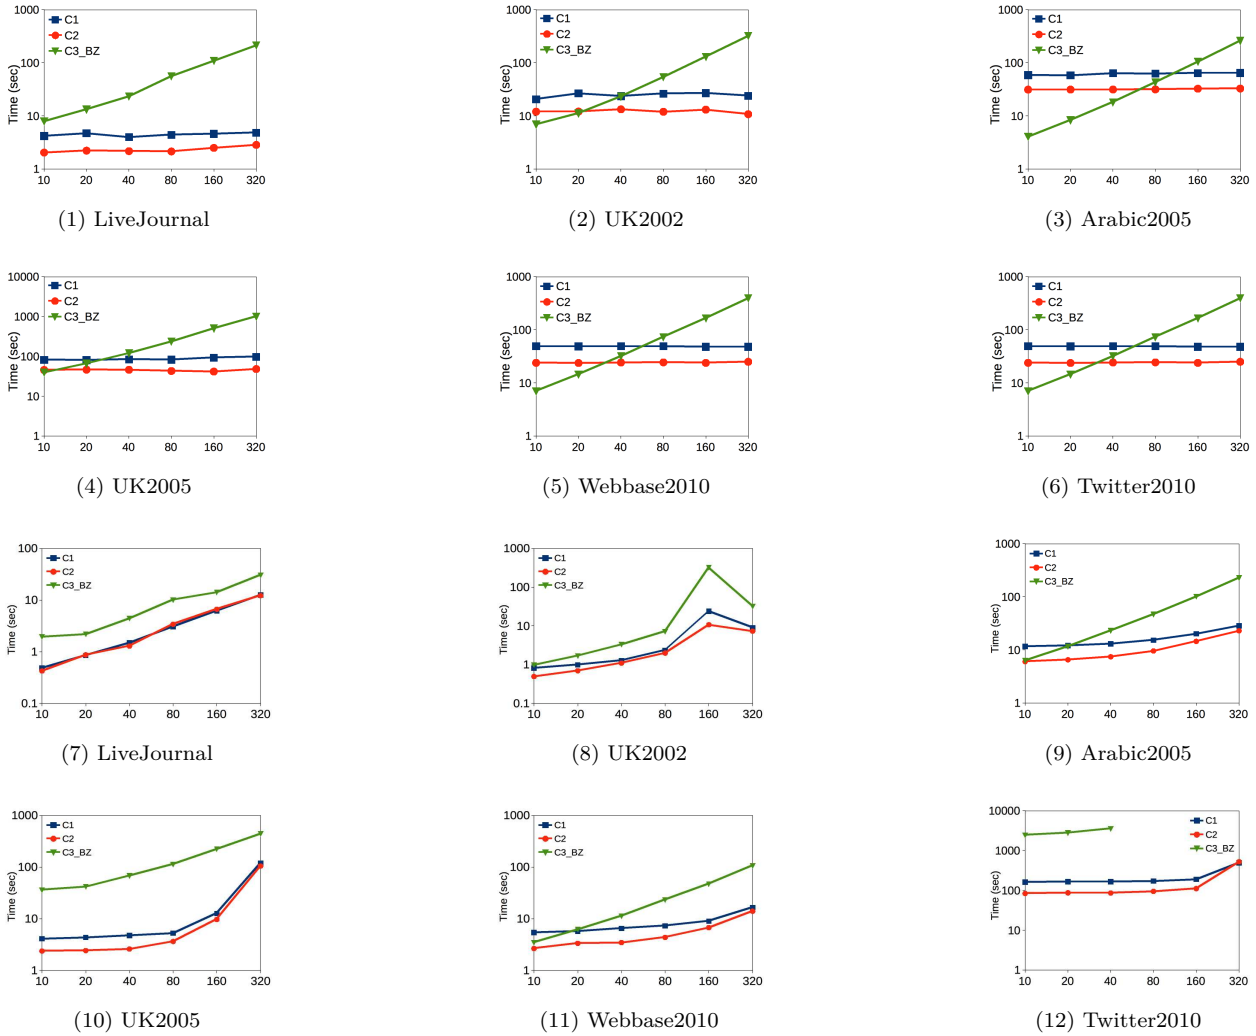 1000
100
10
1
Time (sec)
C1
C2
C3_BZ
10 20 40 80 160 320
(1) LiveJournal
1000
100
10
1
Time (sec)
C1
C2
C3_BZ
10 20 40 80 160 320
(2) UK2002
1000
100
10
1
Time (sec)
C1
C2
C3_BZ
10 20 40 80 160 320
(3) Arabic2005
10000
1000
100
10
1
Time (sec)
C1
C2
C3_BZ
10 20 40 80 160 320
(4) UK2005
1000
100
10
1
Time (sec)
C1
C2
C3_BZ
10 20 40 80 160 320
(5) Webbase2010
1000
100
10
1
Time (sec)
C1
C2
C3_BZ
10 20 40 80 160 320
(6) Twitter2010
100
10
1
0.1
Time (sec)
C1
C2
C3_BZ
10 20 40 80 160 320
(7) LiveJournal
1000
100
10
1
0.1
Time (sec)
C1
C2
C3_BZ
10 20 40 80 160 320
(8) UK2002
1000
100
10
1
Time (sec)
C1
C2
C3_BZ
10 20 40 80 160 320
(9) Arabic2005
1000
100
10
1
Time (sec)
C1
C2
C3_BZ
10 20 40 80 160 320
(10) UK2005
1000
100
10
1
Time (sec)
C1
C2
C3_BZ
10 20 40 80 160 320
(11) Webbase2010
10000
1000
100
10
1
Time (sec)
C1
C2
C3_BZ
10 20 40 80 160 320
(12) Twitter2010